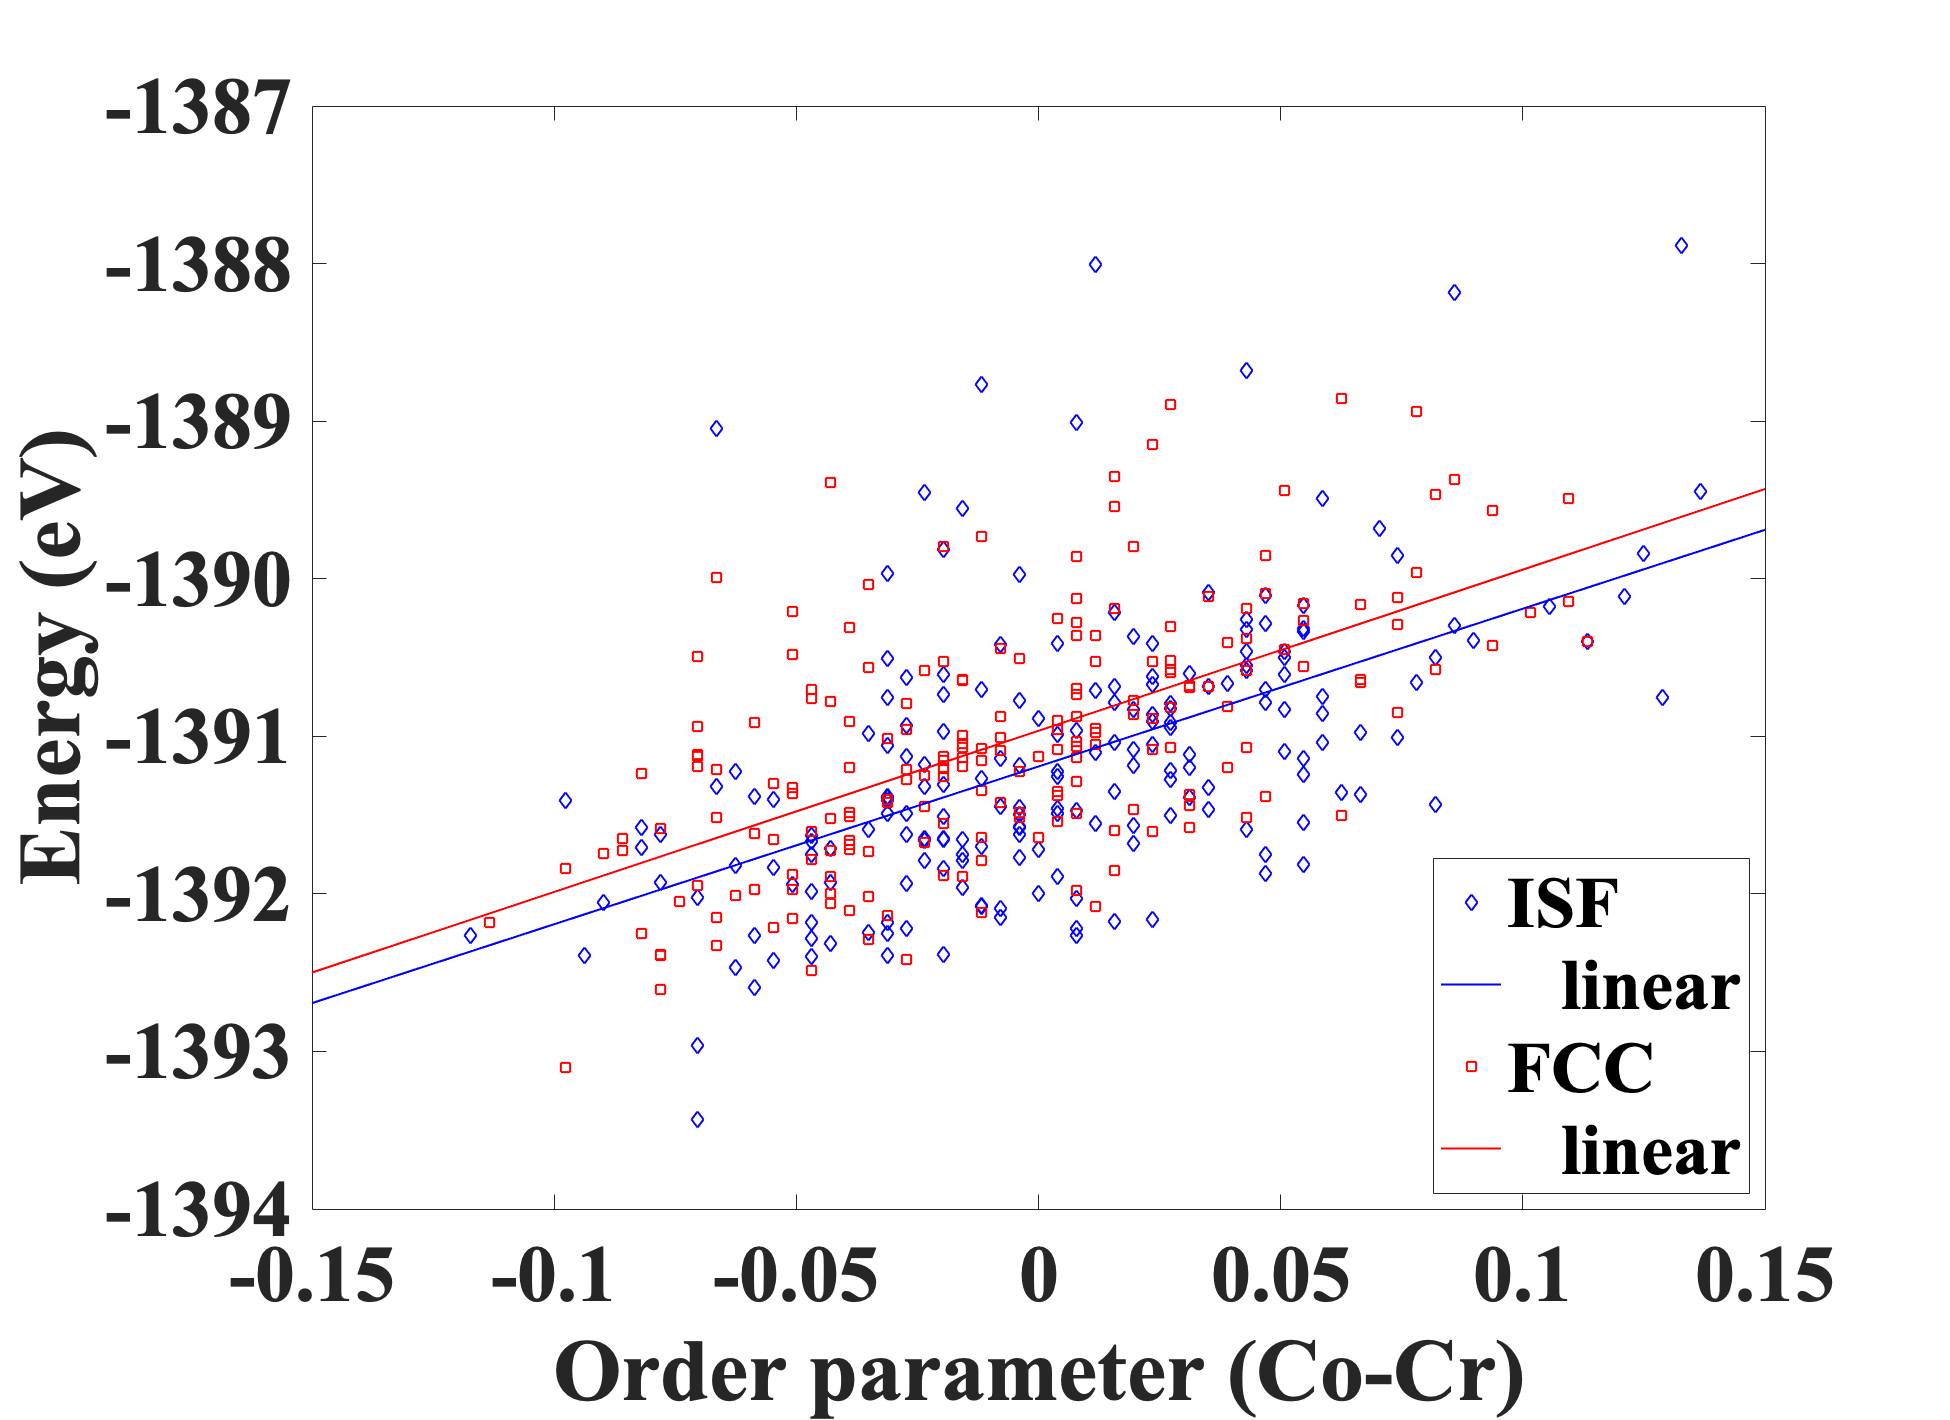 -1387
-1388
-1389
-1390
-1391
-1392
-1393
-1394
Energy (eV)
-0.15 -0.1 -0.05 0 0.05 0.1 0.15
Order parameter (Co-Cr)
ISF
linear
FCC
linear